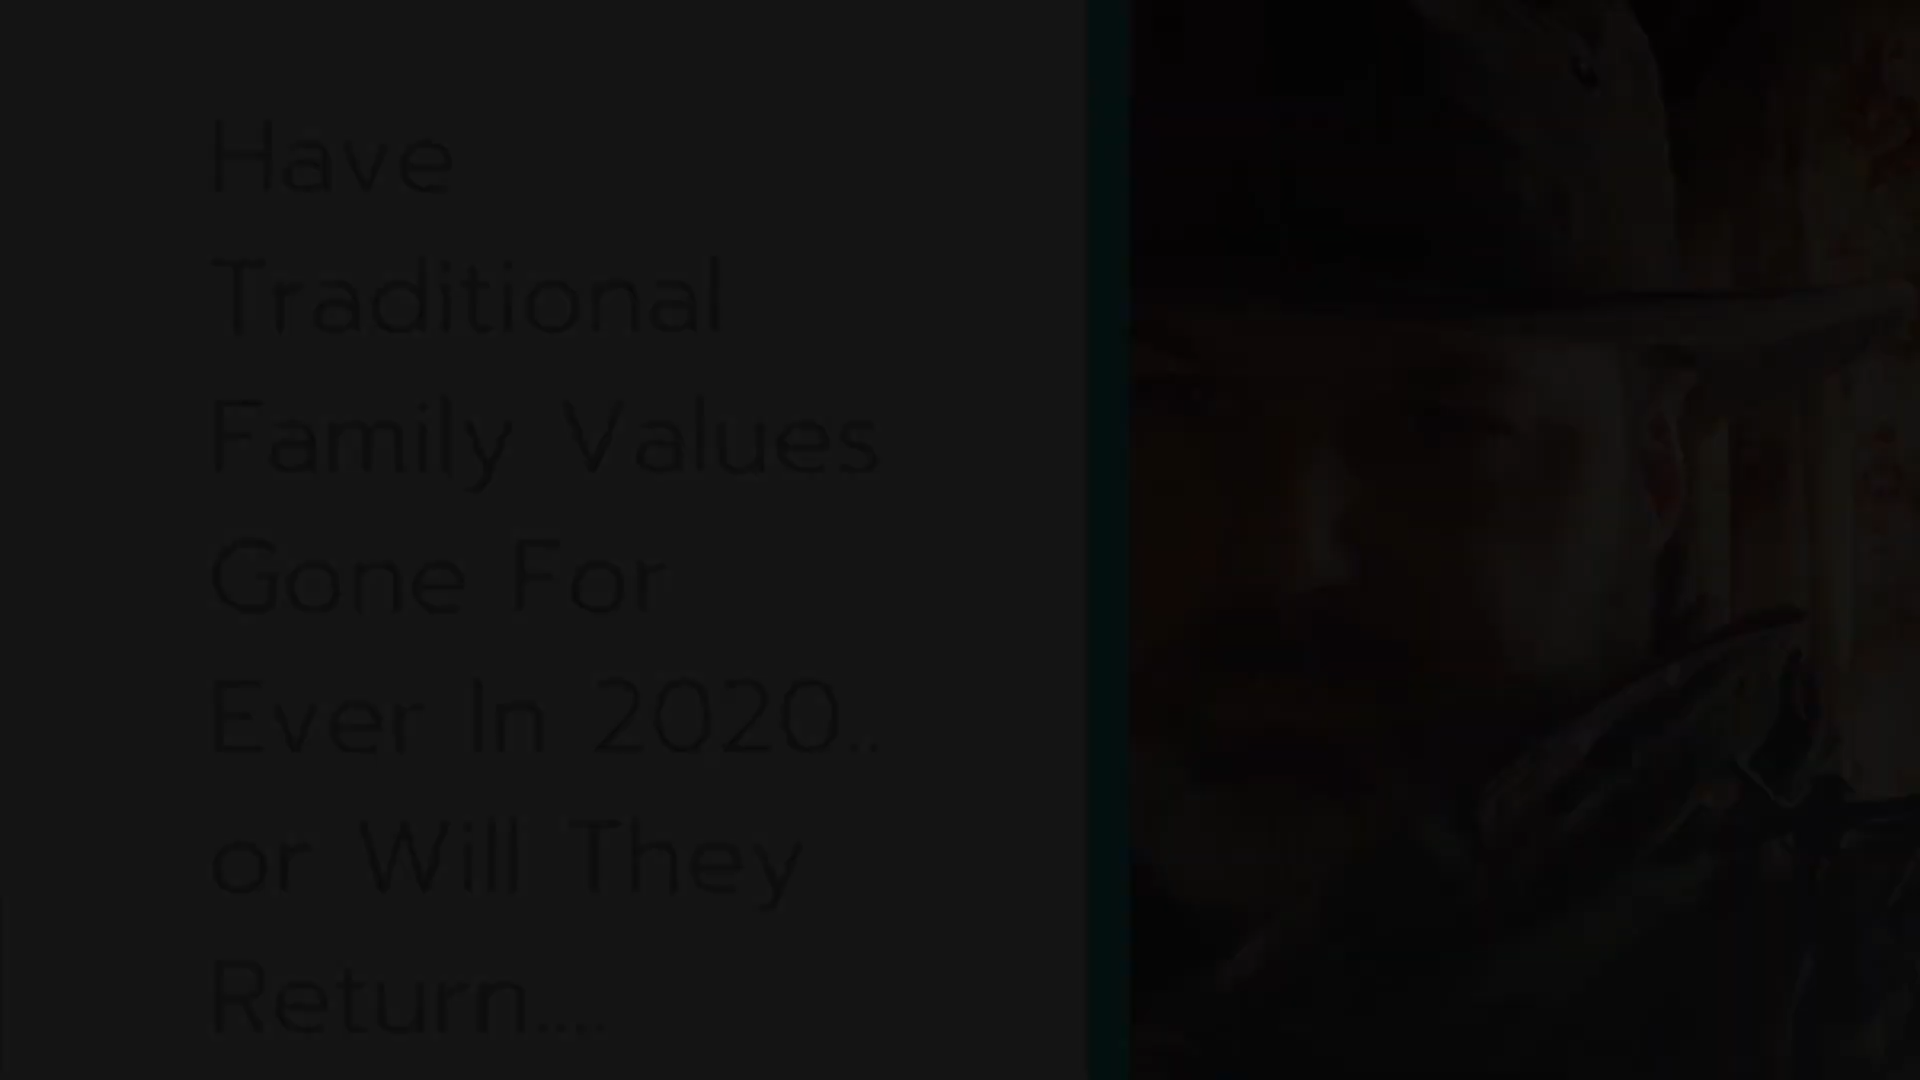 Have
Traditional
Family Values
Gone For
Ever In 2020..
or Will They
Return....